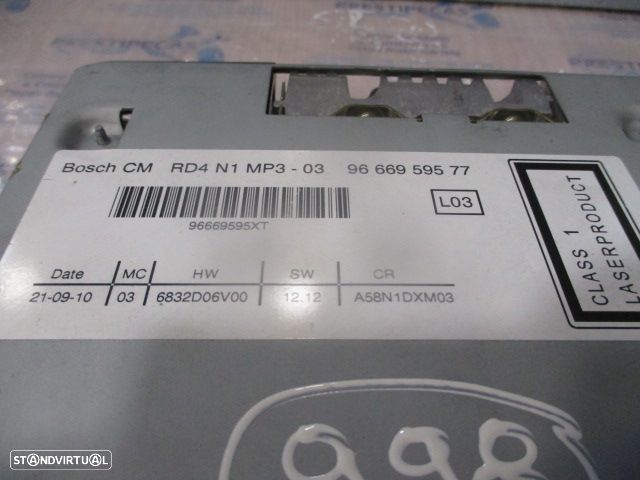 Bosch CM RD4 N1 MP3 - 03 96 669 595 77
96669595XT
L03
Date MC HW SW CR
21-09-10 03 6832D06V00 12.12 A58N1DXM03
CLASS 1
LASERPRODUCT
998
STANDVIRTUAL